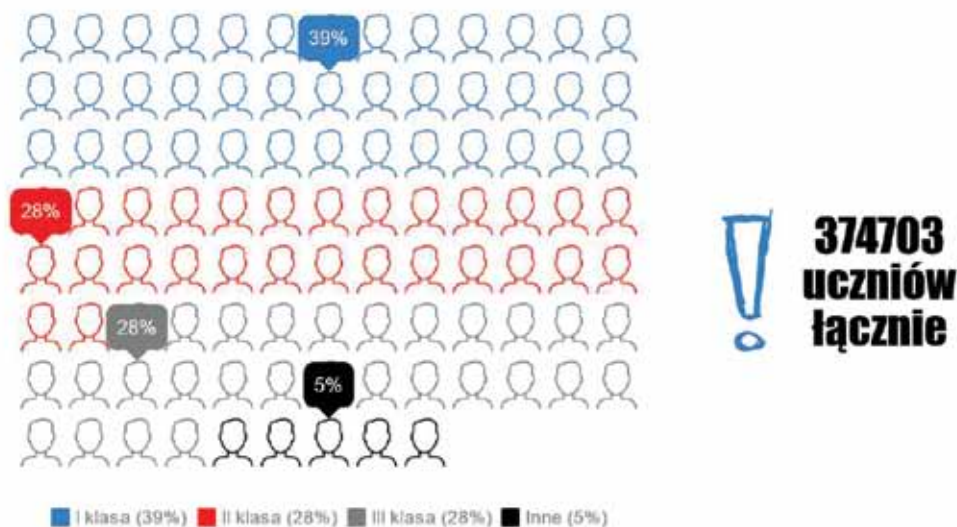 39%
28%
28%
5%
374703
uczniów
łącznie
I klasa (39%) II klasa (28%) III klasa (28%) Inne (5%)